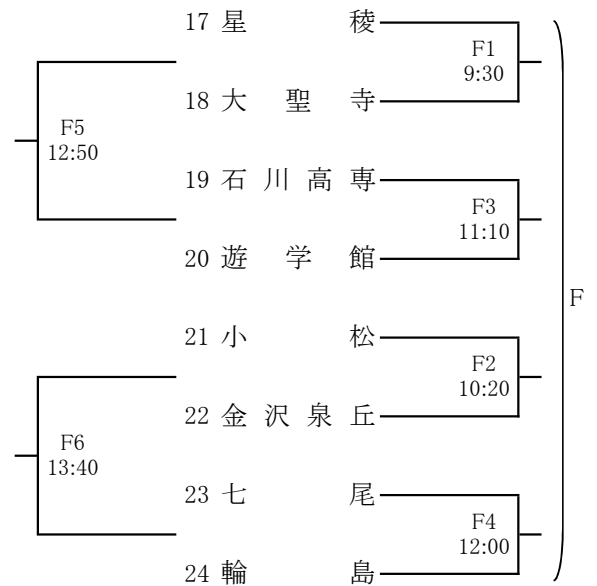 17 星稜
F1
9:30
18 大聖寺
F5
12:50
19 石川高専
F3
11:10
20 遊学館
F
21 小松
F2
10:20
22 金沢泉丘
F6
13:40
23 七尾
F4
12:00
24 輪島